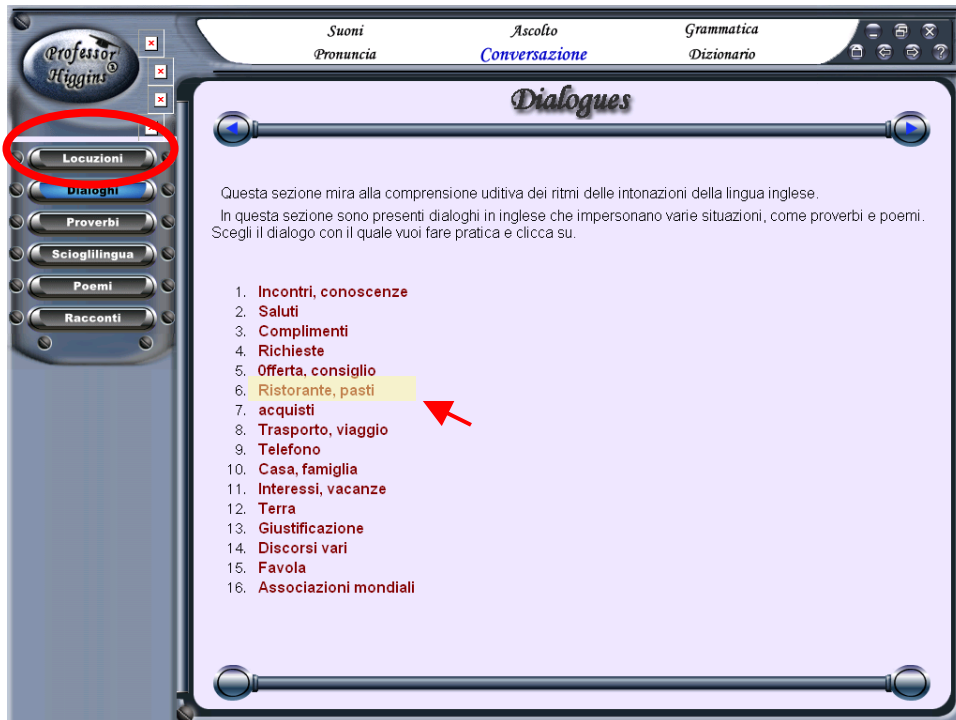 Professor
Higgins®
Suoni Ascolto Grammatica
Pronuncia Conversazione Dizionario
Dialogues
Locuzioni
Dialoghi
Proverbi
Scioglilingua
Poemi
Racconti
Questa sezione mira alla comprensione uditiva dei ritmi delle intonazioni della lingua inglese.
In questa sezione sono presenti dialoghi in inglese che impersonano varie situazioni, come proverbi e poemi.
Scegli il dialogo con il quale vuoi fare pratica e clicca su.
1. Incontri, conoscenze
2. Saluti
3. Complimenti
4. Richieste
5. 0fferta, consiglio
6. Ristorante, pasti
7. acquisti
8. Trasporto, viaggio
9. Telefono
10. Casa, famiglia
11. Interessi, vacanze
12. Terra
13. Giustificazione
14. Discorsi vari
15. Favola
16. Associazioni mondiali